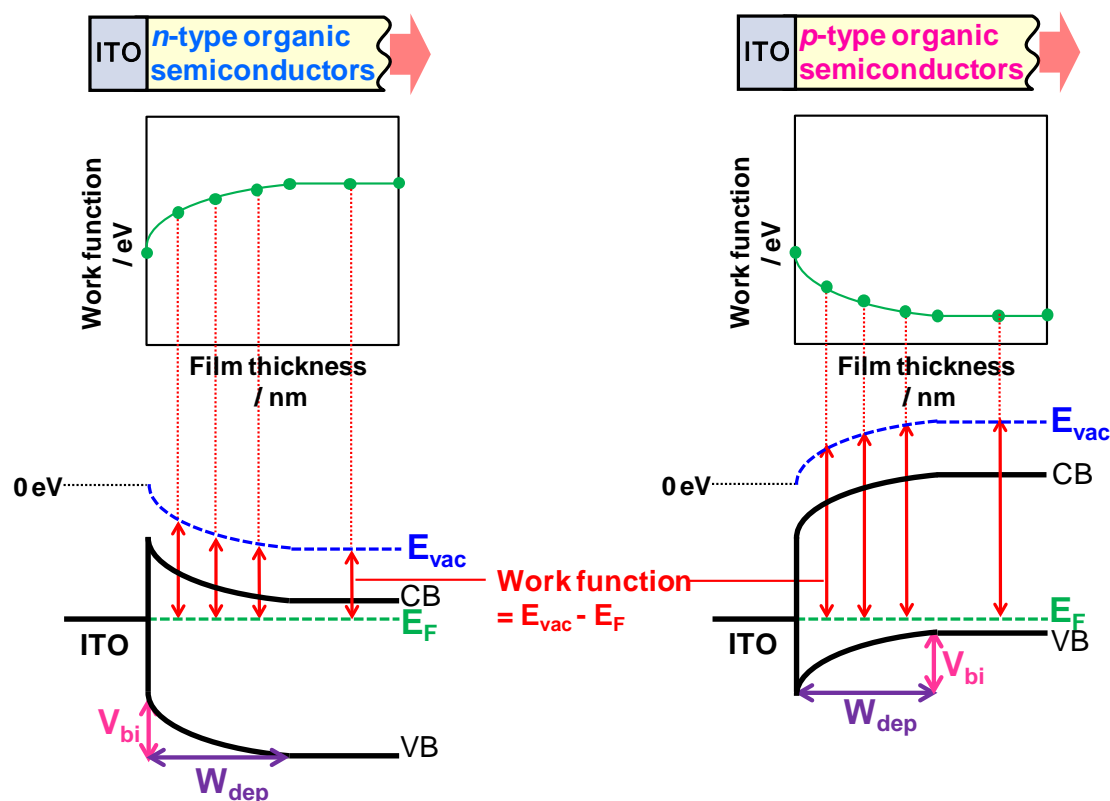 ITO
n-type organic
semiconductors
Work function
/ eV
Film thickness
/ nm
0 eV
Evac
CB
EF
ITO
Vbi
VB
Wdep
Work function
= Evac - EF
ITO
p-type organic
semiconductors
Work function
/ eV
Film thickness
/ nm
Evac
0 eV
CB
EF
ITO
VB
Vbi
Wdep